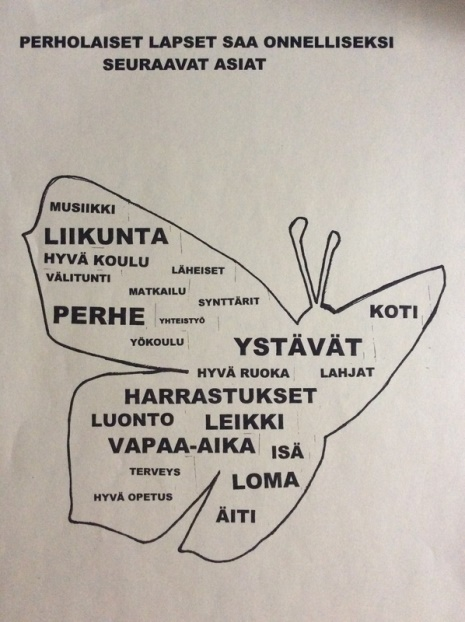 PERHOLAISET LAPSET SAA ONNELLISEKSI
SEURAAVAT ASIAT
MUSIIKKI
LIIKUNTA
HYVÄ KOULU
LÄHEISET
VÄLITUNTI
MATKAILU
SYNTTÄRIT
PERHE
YHTEISTYÖ
KOTI
YÖKOULU
YSTÄVÄT
HYVÄ RUOKA
LAHJAT
HARRASTUKSET
LUONTO
LEIKKI
VAPAA-AIKA
ISÄ
TERVEYS
LOMA
HYVÄ OPETUS
ÄITI